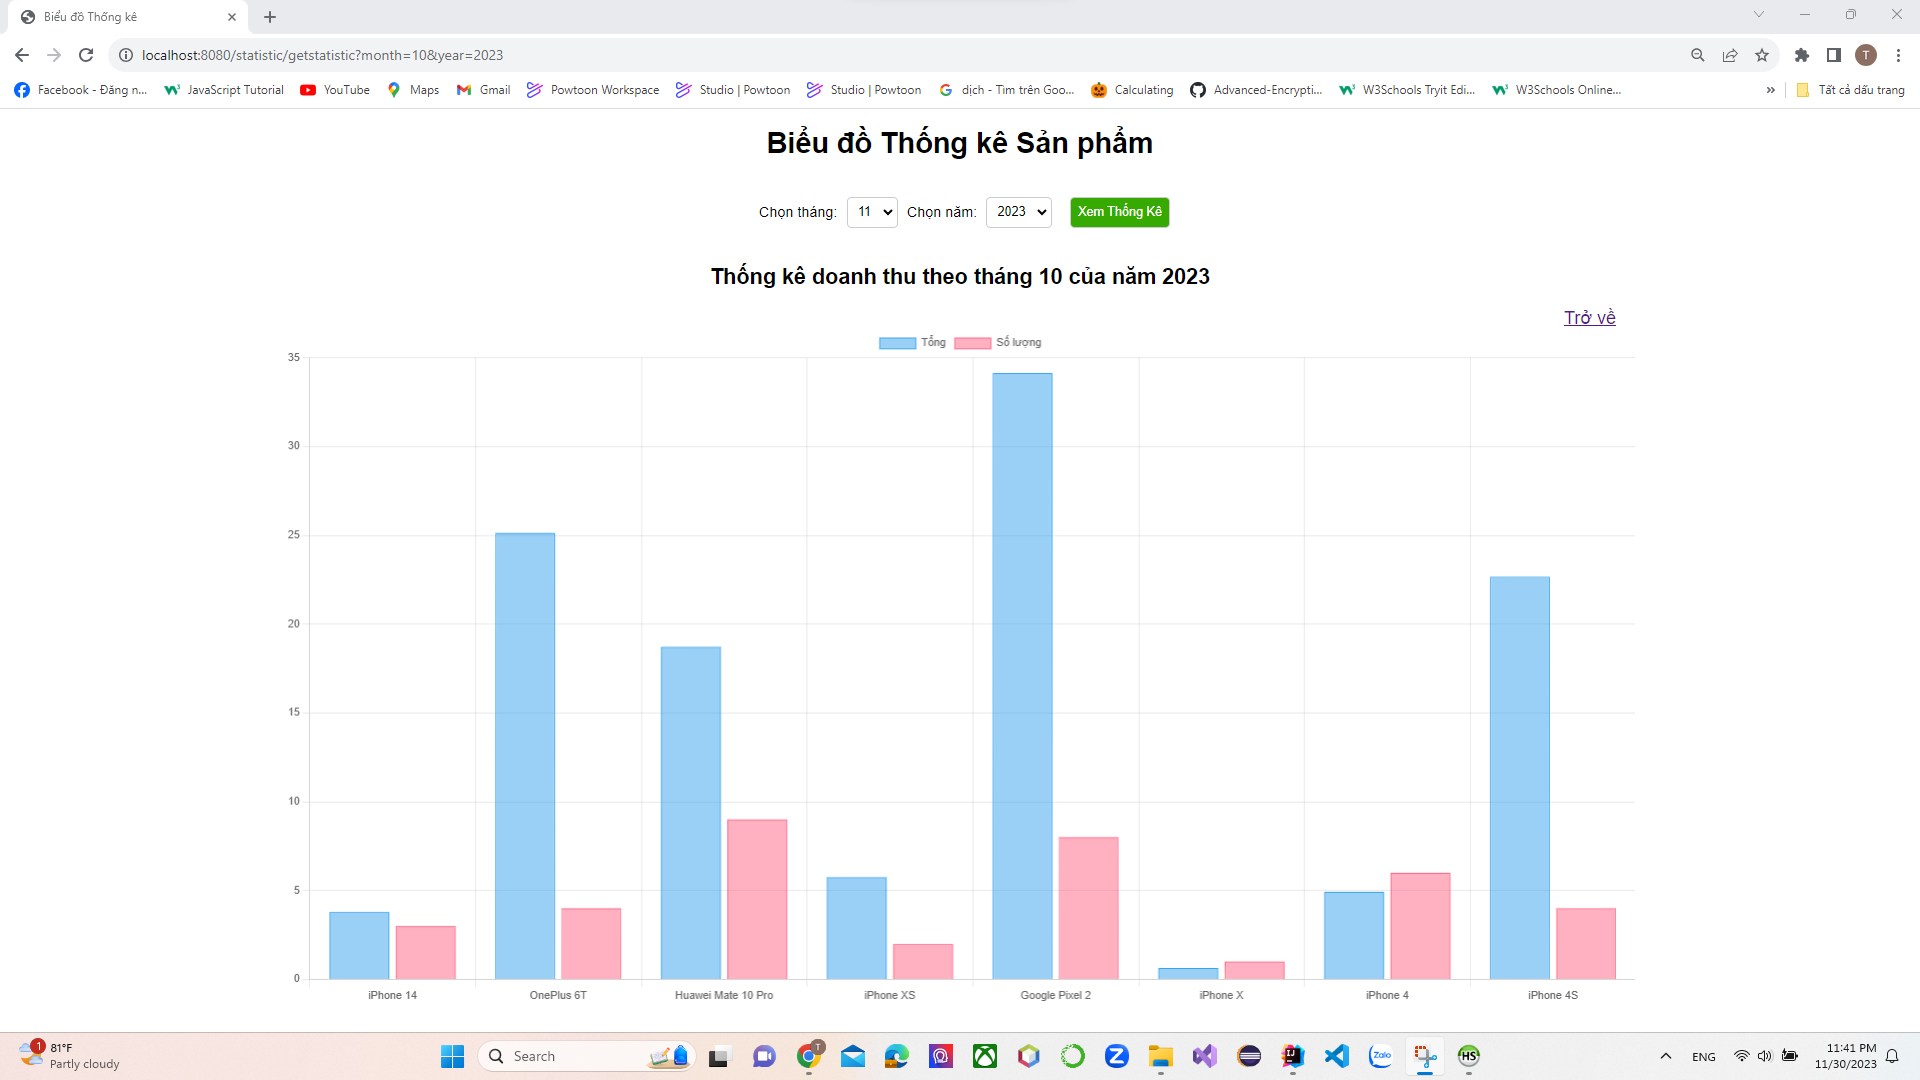 Biểu đồ Thống kê
localhost:8080/statistic/getstatistic?month=10&year=2023
T
Facebook - Đăng n... JavaScript Tutorial YouTube Maps Gmail Powtoon Workspace Studio | Powtoon Studio | Powtoon dịch - Tìm trên Goo... Calculating Advanced-Encrypti... W3Schools Tryit Edi... W3Schools Online... » Tất cả dấu trang
Biểu đồ Thống kê Sản phẩm
Chọn tháng: 11 Chọn năm: 2023 Xem Thống Kê
Thống kê doanh thu theo tháng 10 của năm 2023
Trở về
Tổng Số lượng
35
30
25
20
15
10
5
0
iPhone 14 OnePlus 6T Huawei Mate 10 Pro iPhone XS Google Pixel 2 iPhone X iPhone 4 iPhone 4S
1
81°F
Partly cloudy
Search
T
Zalo
HS
ENG
11:41 PM
11/30/2023